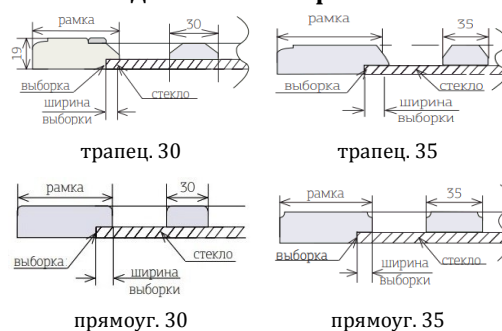 рамка
30
19
выборка
стекло
ширина
выборки
трапец. 30
рамка
35
выборка
стекло
ширина
выборки
трапец. 35
рамка
30
выборка
стекло
ширина
выборки
прямоуг. 30
рамка
35
выборка
стекло
ширина
выборки
прямоуг. 35